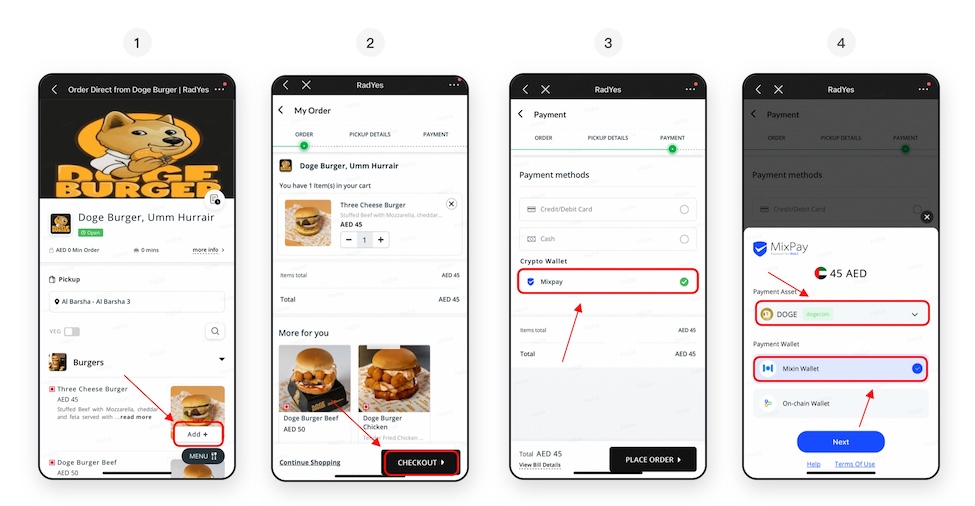 1
Order Direct from Doge Burger | RadYes
DOGE
BURGER
Doge Burger, Umm Hurrair
Open
AED 0 Min Order
0 mins
more info
Pickup
Al Barsha - Al Barsha 3
VEG
Burgers
Three Cheese Burger
AED 45
Stuffed Beef with Mozzarella, cheddar
and feta served with ...read more
Add +
MENU
Doge Burger Beef
AED 50
2
RadYes
My Order
ORDER
PICKUP DETAILS
PAYMENT
Doge Burger, Umm Hurrair
You have 1 Item(s) in your cart
Three Cheese Burger
Stuffed Beef with Mozzarella, cheddar...
AED 45
− 1 +
Items total
AED 45
Total
AED 45
More for you
Doge Burger Beef
AED 50
Doge Burger
Chicken
Fried Chicken ...
Continue Shopping
CHECKOUT
3
RadYes
Payment
ORDER
PICKUP DETAILS
PAYMENT
Payment methods
Credit/Debit Card
Cash
Crypto Wallet
Mixpay
Items total
AED 45
Total
AED 45
Total AED 45
View Bill Details
PLACE ORDER
4
RadYes
Payment
ORDER
PICKUP DETAILS
PAYMENT
Payment methods
Credit/Debit Card
MixPay
45 AED
Payment Asset
DOGE
dogecoin
Payment Wallet
Mixin Wallet
On-chain Wallet
Next
Help
Terms Of Use